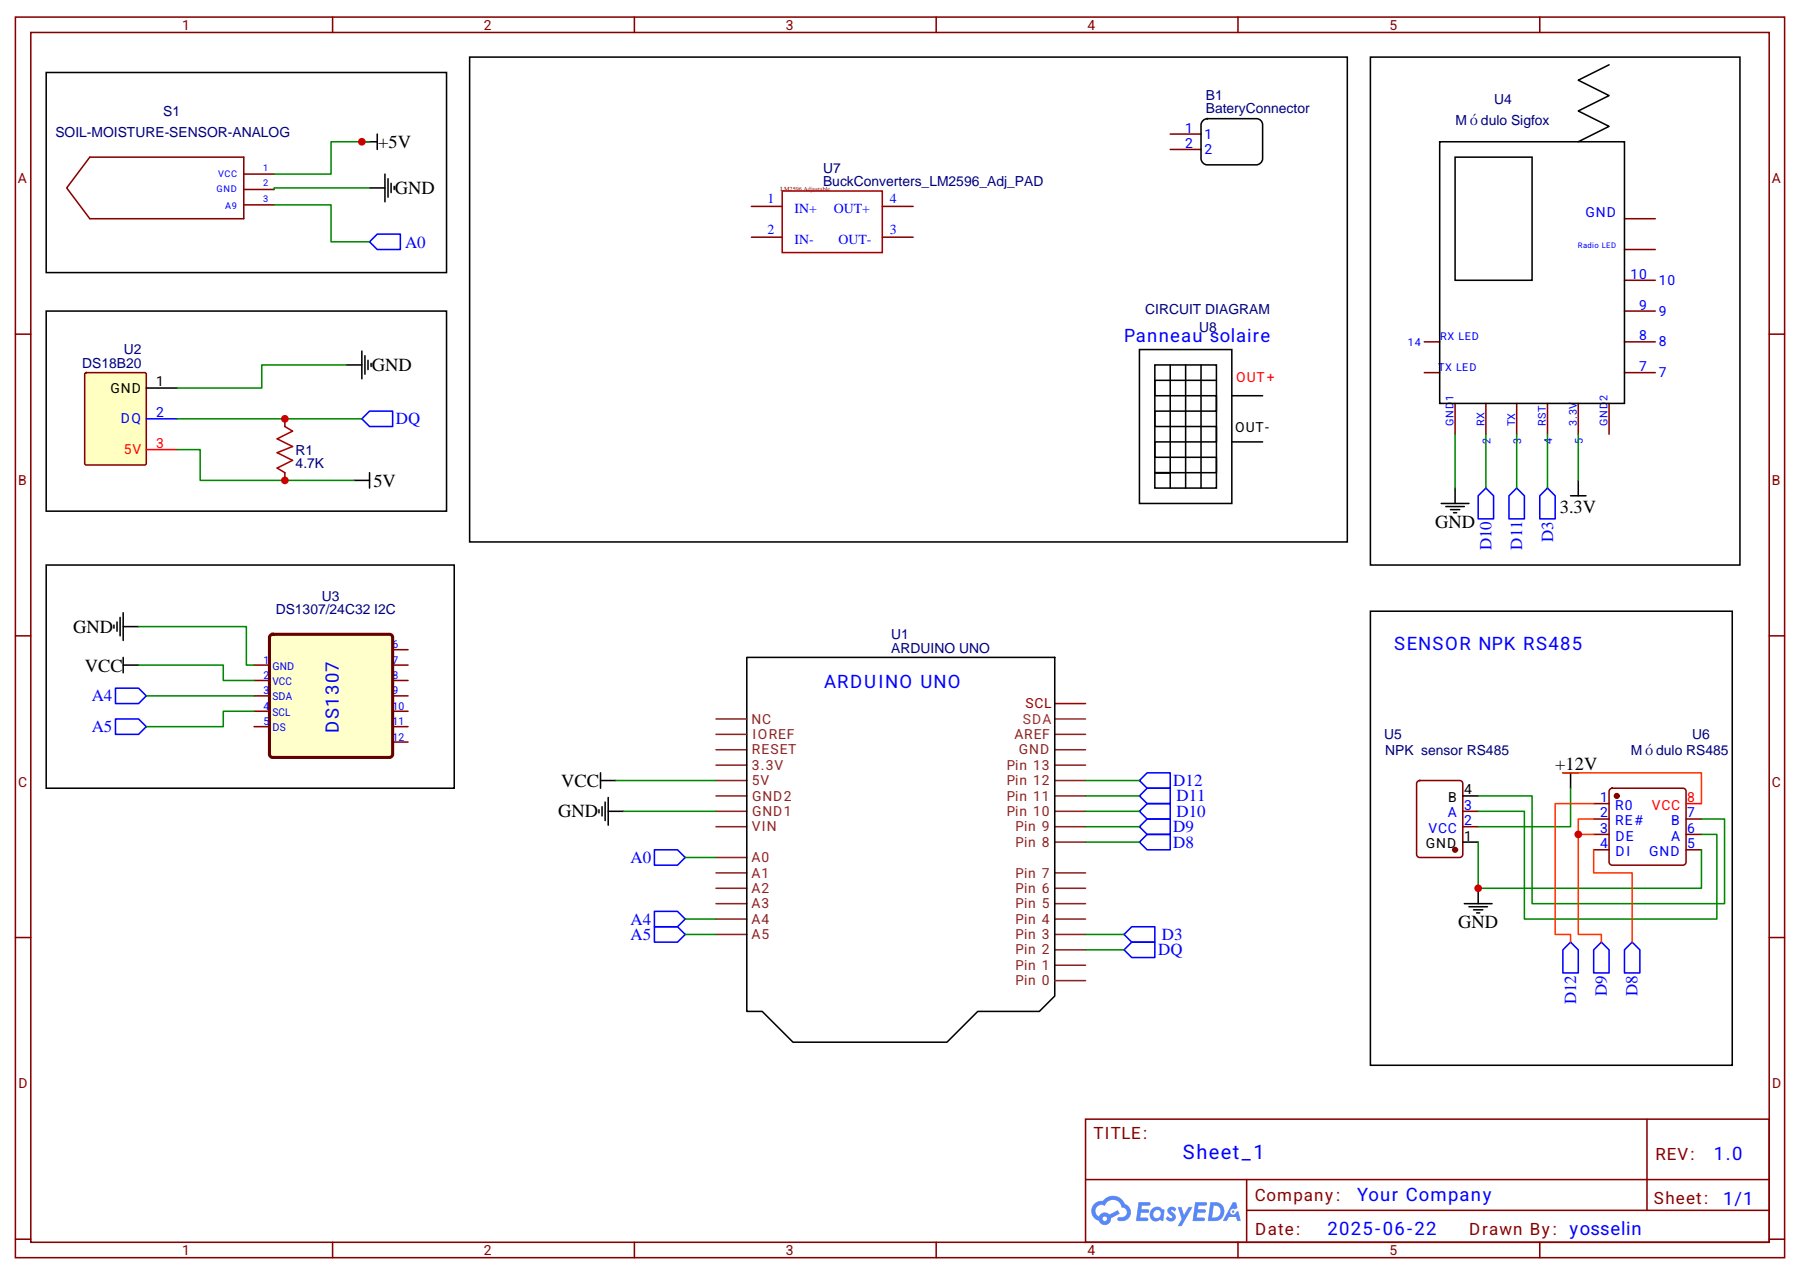 1 2 3 4 5
A
B
C
D
A
B
C
D
S1
SOIL-MOISTURE-SENSOR-ANALOG
VCC 1
GND 2
A9 3
+5V
GND
A0
U2
DS18B20
GND 1
DQ 2
5V 3
GND
DQ
R1
4.7K
5V
U3
DS1307/24C32 I2C
GND
VCC
A4
A5
1 GND
2 VCC
3 SDA
4 SCL
5 DS
DS1307
6
7
8
9
10
11
12
B1
BateryConnector
1 1
2 2
U7
BuckConverters_LM2596_Adj_PAD
LM2596 Adjustable
1 IN+ OUT+ 4
2 IN- OUT- 3
CIRCUIT DIAGRAM
U8
Panneau solaire
OUT+
OUT-
U4
Módulo Sigfox
GND
Radio LED
10 10
9 9
8 8
7 7
14 RX LED
TX LED
GND1 RX TX RST 3.3V GND2
2 3 4 5
GND D10 D11 D3 3.3V
U1
ARDUINO UNO
ARDUINO UNO
NC
IOREF
RESET
3.3V
VCC 5V
GND2
GND GND1
VIN
A0 A0
A1
A2
A3
A4 A4
A5 A5
SCL
SDA
AREF
GND
Pin 13
Pin 12 D12
Pin 11 D11
Pin 10 D10
Pin 9 D9
Pin 8 D8
Pin 7
Pin 6
Pin 5
Pin 4
Pin 3 D3
Pin 2 DQ
Pin 1
Pin 0
SENSOR NPK RS485
U5
NPK sensor RS485
U6
Módulo RS485
+12V
B 4
A 3
VCC 2
GND 1
GND
1 RO VCC 8
2 RE# B 7
3 DE A 6
4 DI GND 5
D12 D9 D8
TITLE:
Sheet_1
REV: 1.0
EasyEDA
Company: Your Company
Sheet: 1/1
Date: 2025-06-22 Drawn By: yosselin
1 2 3 4 5